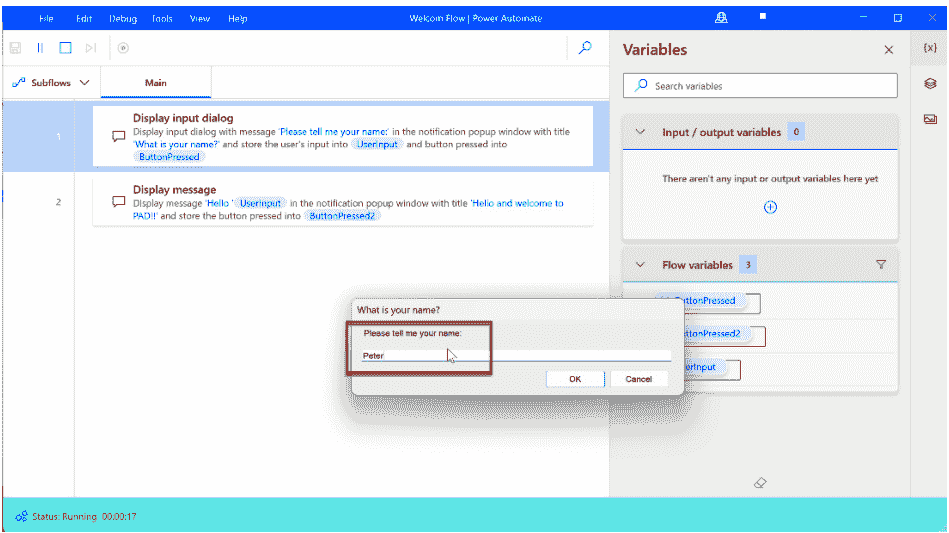 File Edit Debug Tools View Help Welcom Flow | Power Automate
Subflows Main
Variables
{x}
Search variables
1
Display input dialog
Display input dialog with message 'Please tell me your name:' in the notification popup window with title
'What is your name?' and store the user's input into UserInput and button pressed into
ButtonPressed
Input / output variables 0
There aren't any input or output variables here yet
2
Display message
Display message 'Hello ' UserInput in the notification popup window with title 'Hello and welcome to
PAD!!' and store the button pressed into ButtonPressed2
Flow variables 3
ButtonPressed
What is your name?
Please tell me your name:
Peter
OK Cancel
Status: Running 00:00:17